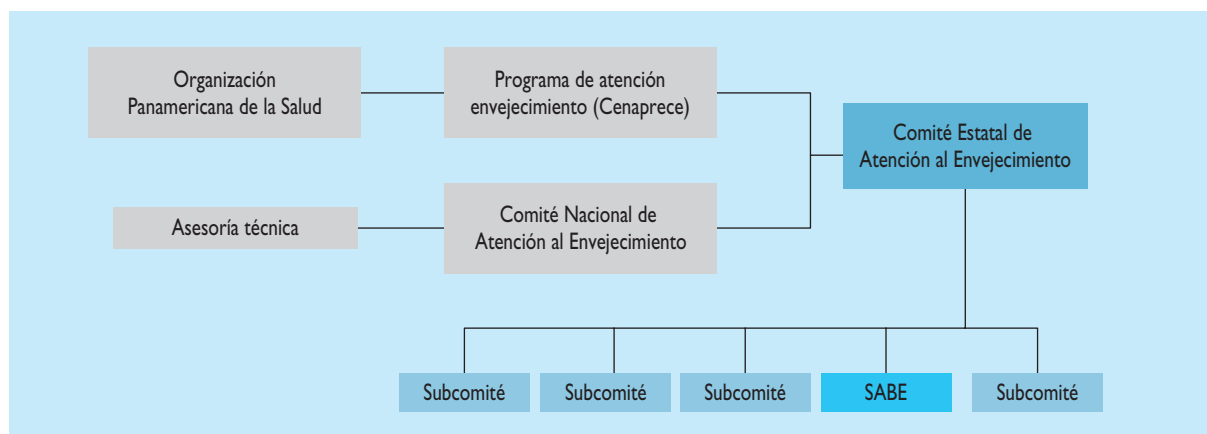 Organización
Panamericana de la Salud
Programa de atención
envejecimiento (Cenaprece)
Comité Estatal de
Atención al Envejecimiento
Asesoría técnica
Comité Nacional de
Atención al Envejecimiento
Subcomité
Subcomité
Subcomité
SABE
Subcomité